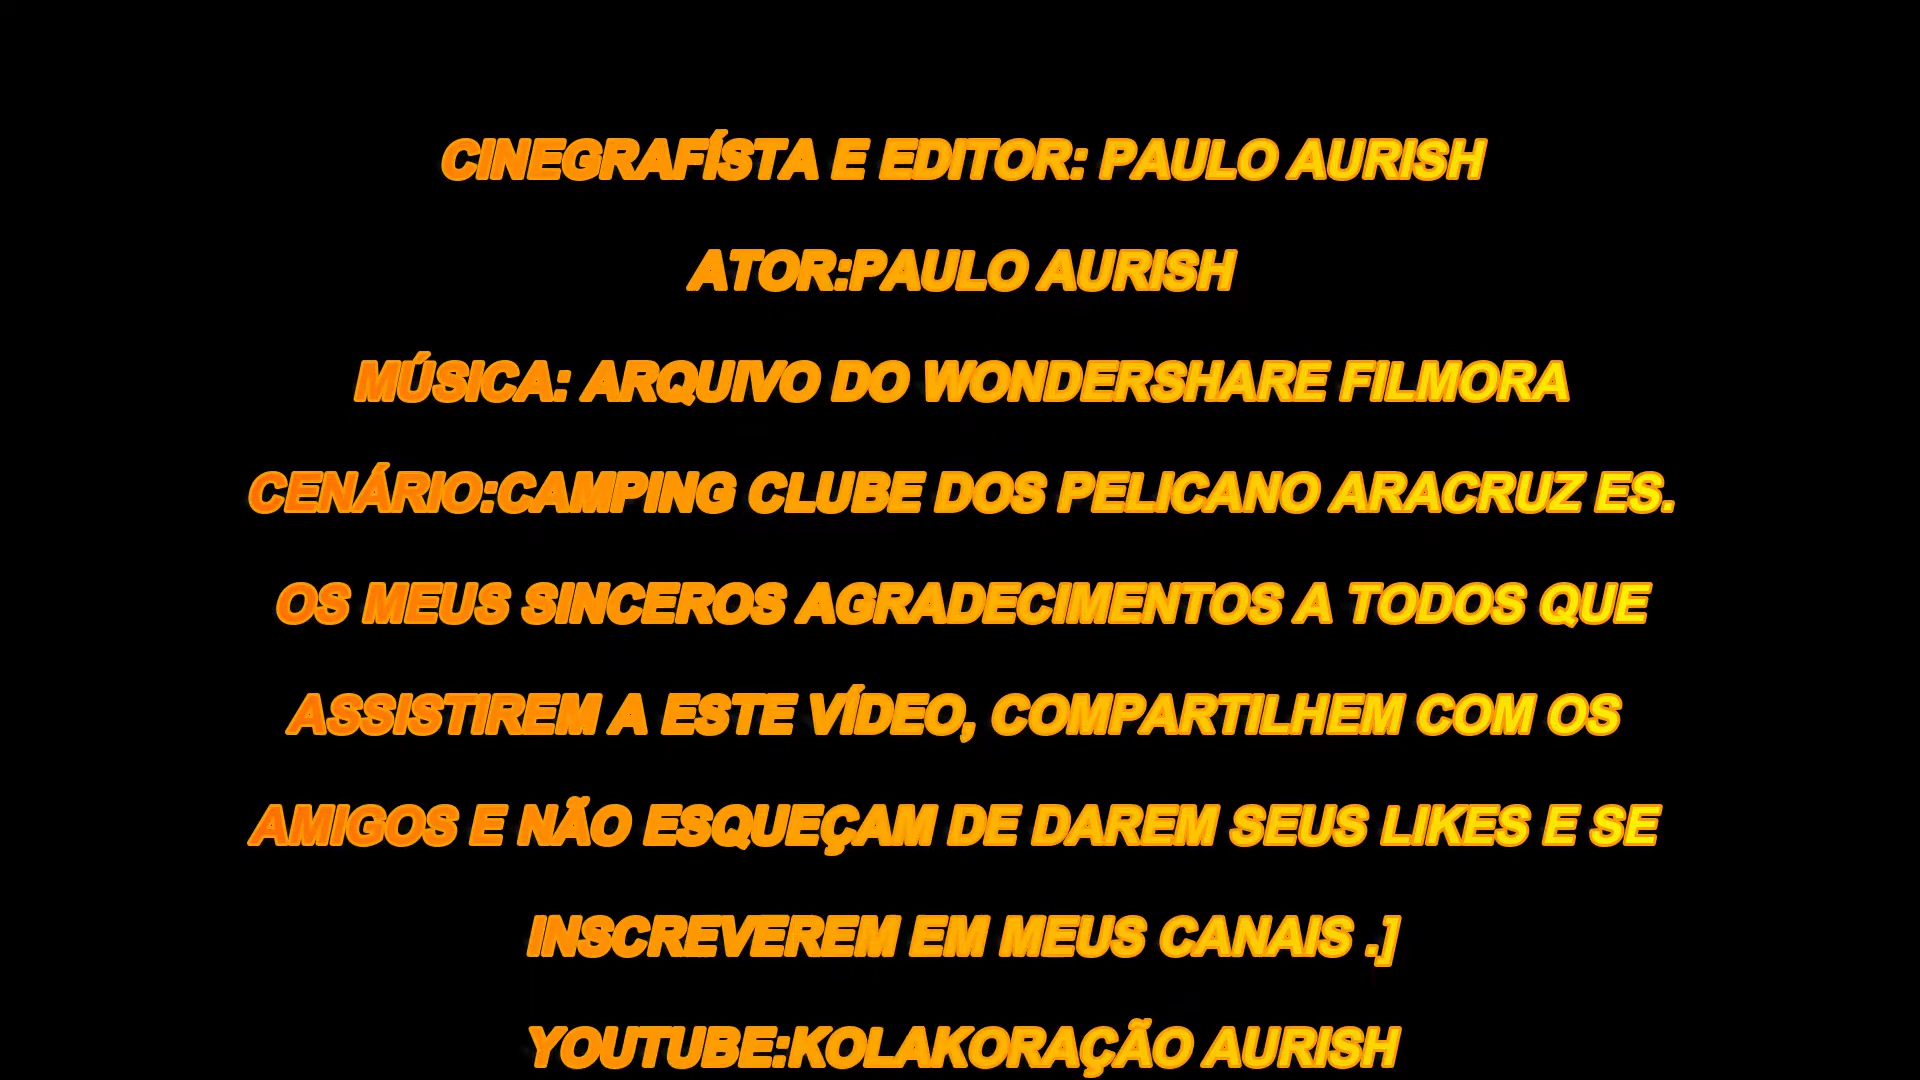 CINEGRAFÍSTA E EDITOR: PAULO AURISH
ATOR:PAULO AURISH
MÚSICA: ARQUIVO DO WONDERSHARE FILMORA
CENÁRIO:CAMPING CLUBE DOS PELICANO ARACRUZ ES.
OS MEUS SINCEROS AGRADECIMENTOS A TODOS QUE
ASSISTIREM A ESTE VÍDEO, COMPARTILHEM COM OS
AMIGOS E NÃO ESQUEÇAM DE DAREM SEUS LIKES E SE
INSCREVEREM EM MEUS CANAIS .]
YOUTUBE:KOLAKORAÇÃO AURISH